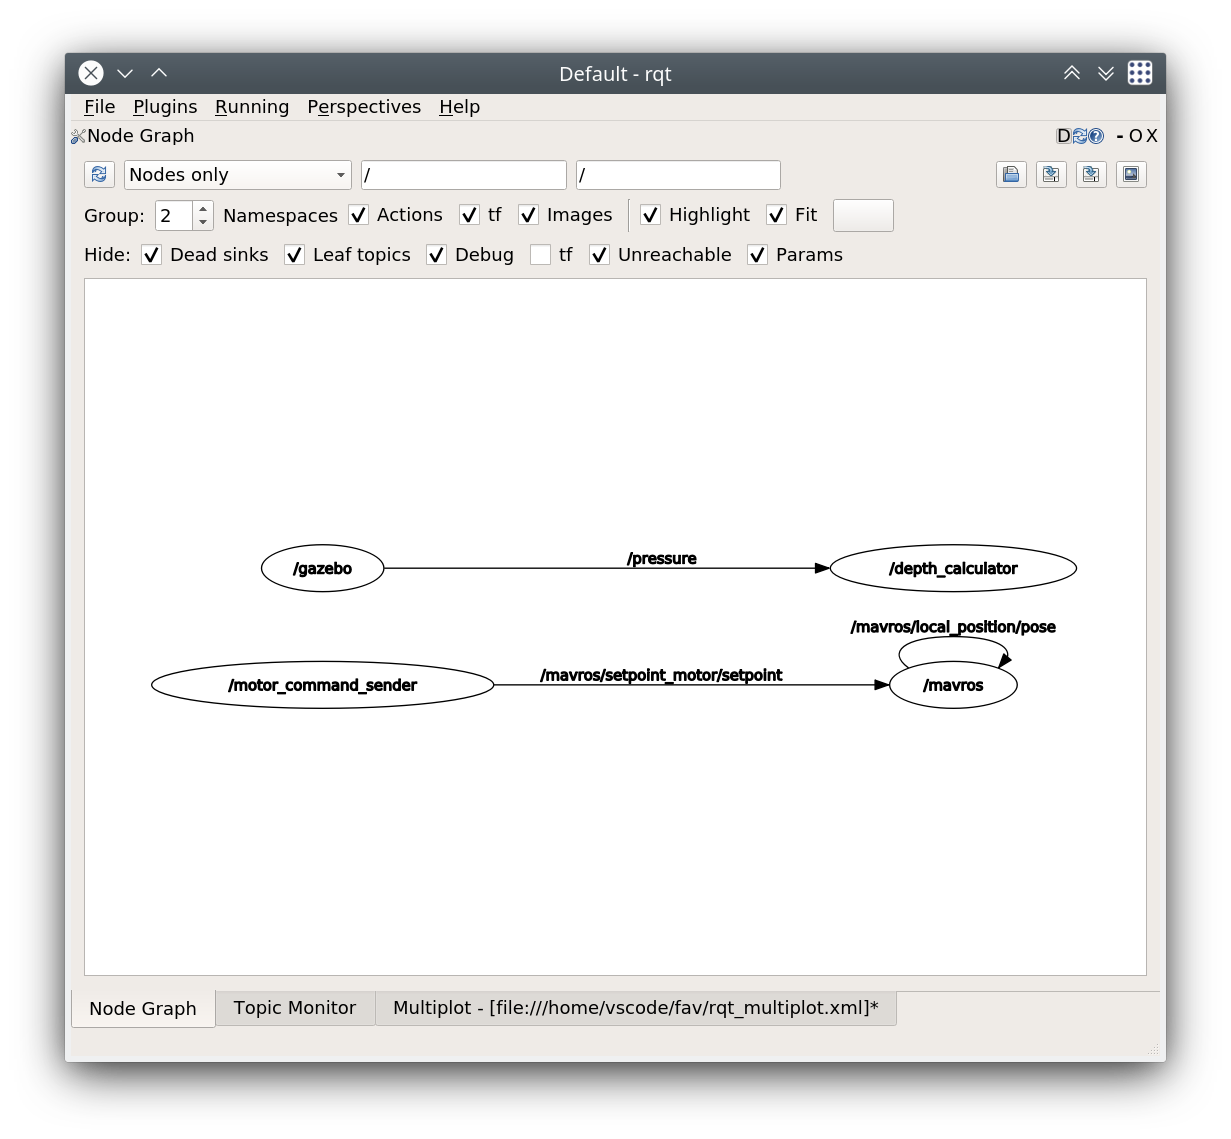 Default - rqt
File Plugins Running Perspectives Help
Node Graph D - O X
Nodes only / /
Group: 2 Namespaces Actions tf Images Highlight Fit
Hide: Dead sinks Leaf topics Debug tf Unreachable Params
/gazebo /pressure /depth_calculator
/mavros/local_position/pose
/motor_command_sender /mavros/setpoint_motor/setpoint /mavros
Node Graph Topic Monitor Multiplot - [file:///home/vscode/fav/rqt_multiplot.xml]*